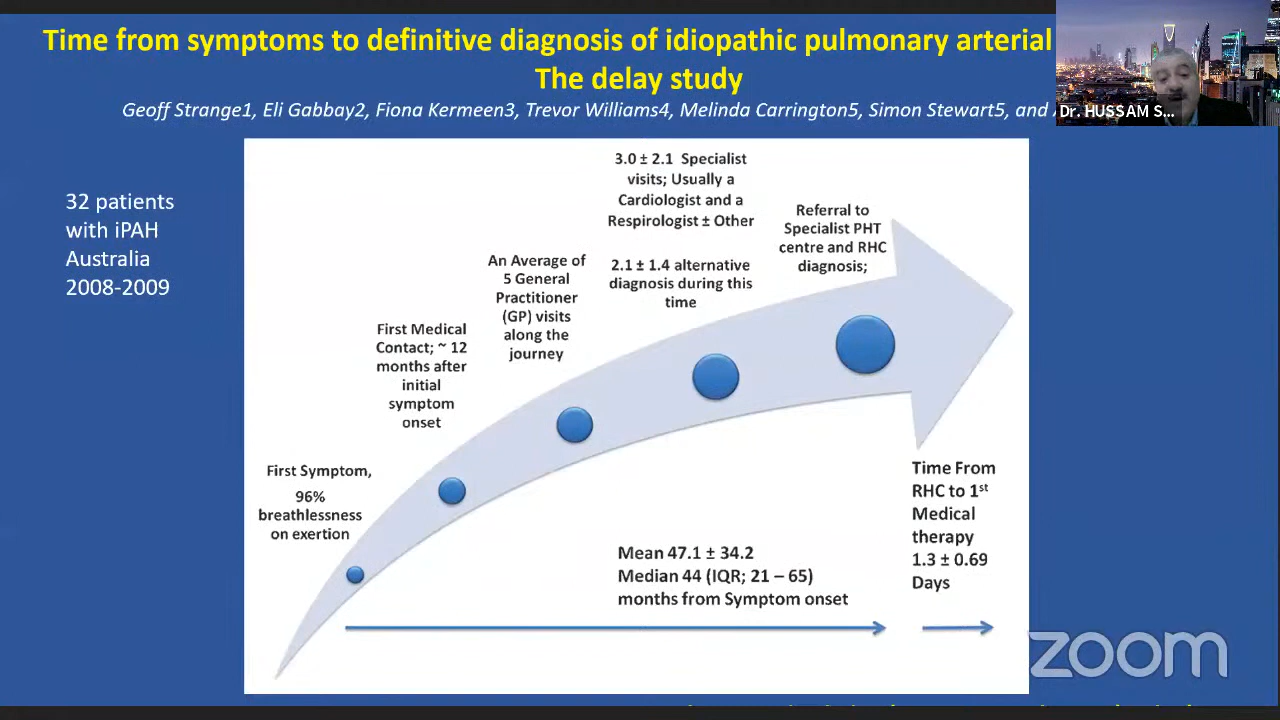 Time from symptoms to definitive diagnosis of idiopathic pulmonary arterial
The delay study
Geoff Strange1, Eli Gabbay2, Fiona Kermeen3, Trevor Williams4, Melinda Carrington5, Simon Stewart5, and
Dr. HUSSAM S...
32 patients
with iPAH
Australia
2008-2009
First Symptom,
96%
breathlessness
on exertion
First Medical
Contact; ~ 12
months after
initial
symptom
onset
An Average of
5 General
Practitioner
(GP) visits
along the
journey
3.0 ± 2.1 Specialist
visits; Usually a
Cardiologist and a
Respirologist ± Other
2.1 ± 1.4 alternative
diagnosis during this
time
Referral to
Specialist PHT
centre and RHC
diagnosis;
Time From
RHC to 1st
Medical
therapy
1.3 ± 0.69
Days
Mean 47.1 ± 34.2
Median 44 (IQR; 21 – 65)
months from Symptom onset
zoom